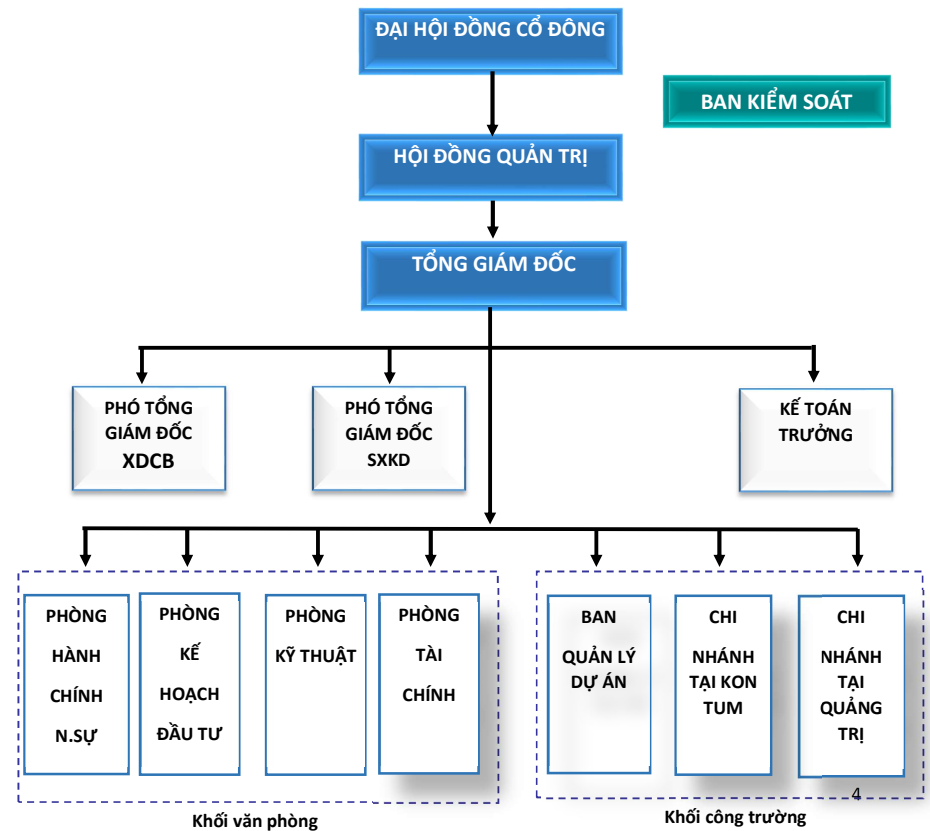 ĐẠI HỘI ĐỒNG CỔ ĐÔNG
BAN KIỂM SOÁT
HỘI ĐỒNG QUẢN TRỊ
TỔNG GIÁM ĐỐC
PHÓ TỔNG
GIÁM ĐỐC
XDCB
PHÓ TỔNG
GIÁM ĐỐC
SXKD
KẾ TOÁN
TRƯỞNG
PHÒNG
HÀNH
CHÍNH
N.SỰ
PHÒNG
KẾ
HOẠCH
ĐẦU TƯ
PHÒNG
KỸ THUẬT
PHÒNG
TÀI
CHÍNH
BAN
QUẢN LÝ
DỰ ÁN
CHI
NHÁNH
TẠI KON
TUM
CHI
NHÁNH
TẠI
QUẢNG
TRỊ
4
Khối văn phòng
Khối công trường